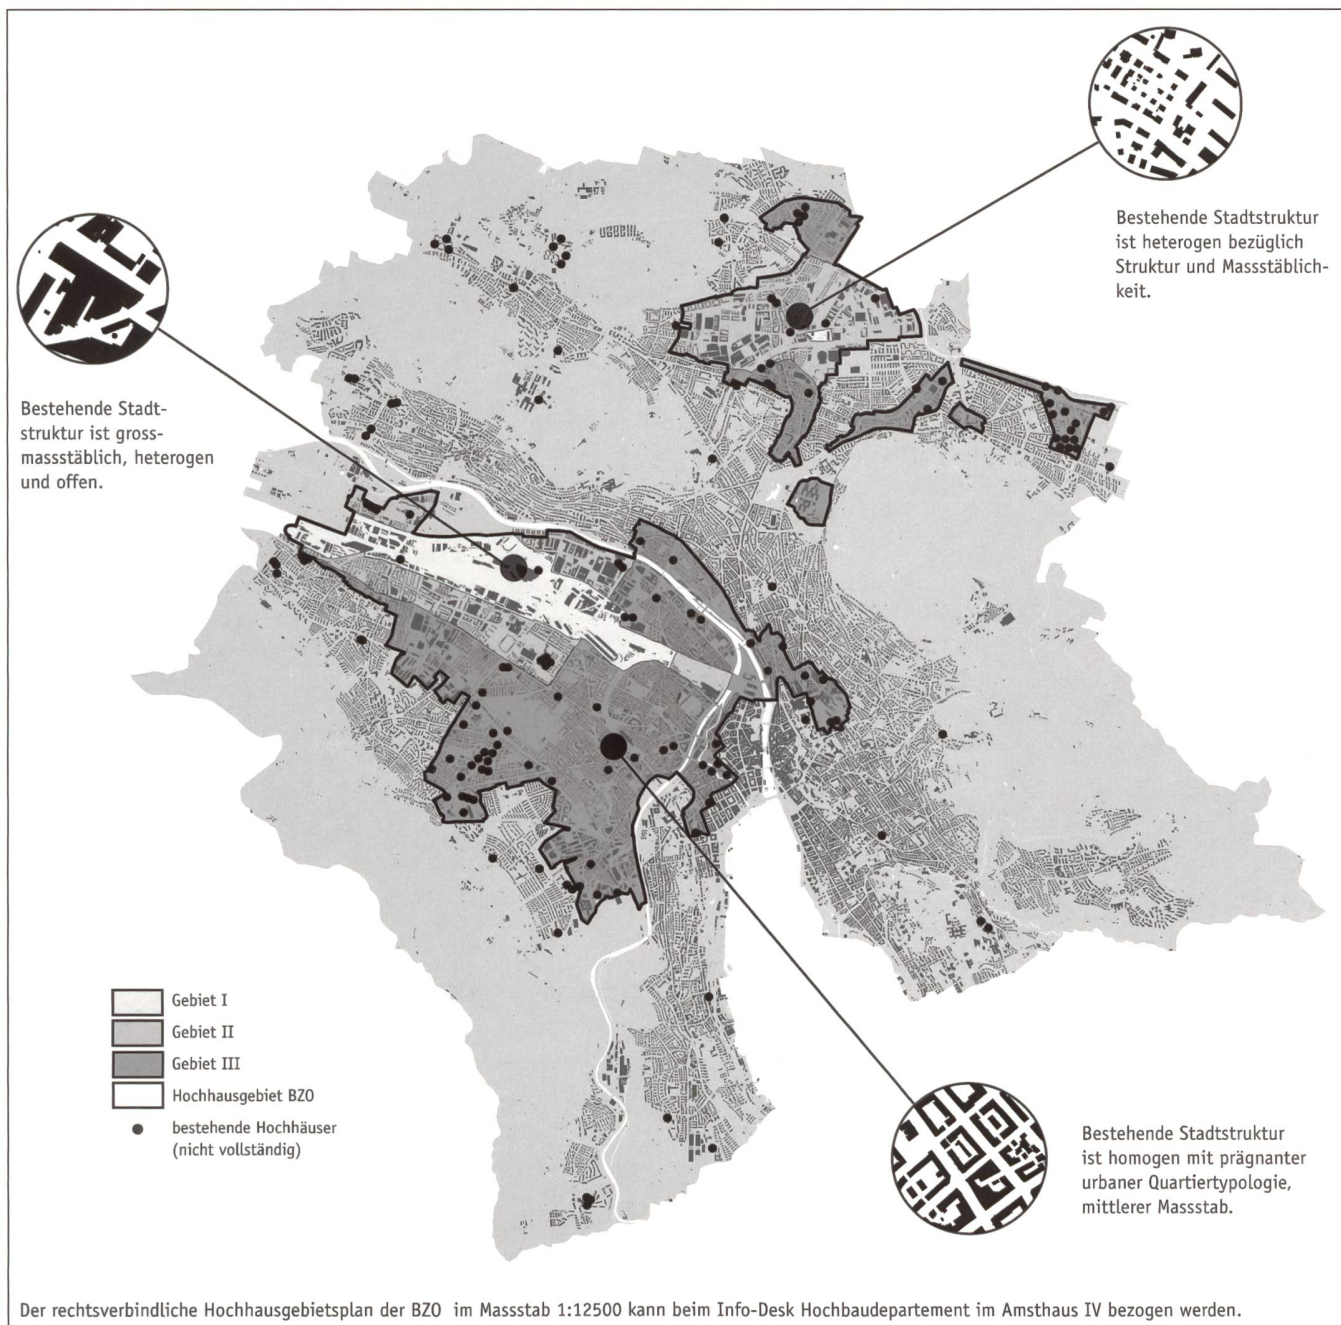 Bestehende Stadtstruktur
ist heterogen bezüglich
Struktur und Massstäblich-
keit.
Bestehende Stadt-
struktur ist gross-
massstäblich, heterogen
und offen.
Gebiet I
Gebiet II
Gebiet III
Hochhausgebiet BZO
bestehende Hochhäuser
(nicht vollständig)
Bestehende Stadtstruktur
ist homogen mit prägnanter
urbaner Quartiertypologie,
mittlerer Massstab.
Der rechtsverbindliche Hochhausgebietsplan der BZO im Massstab 1:12500 kann beim Info-Desk Hochbaudepartement im Amsthaus IV bezogen werden.